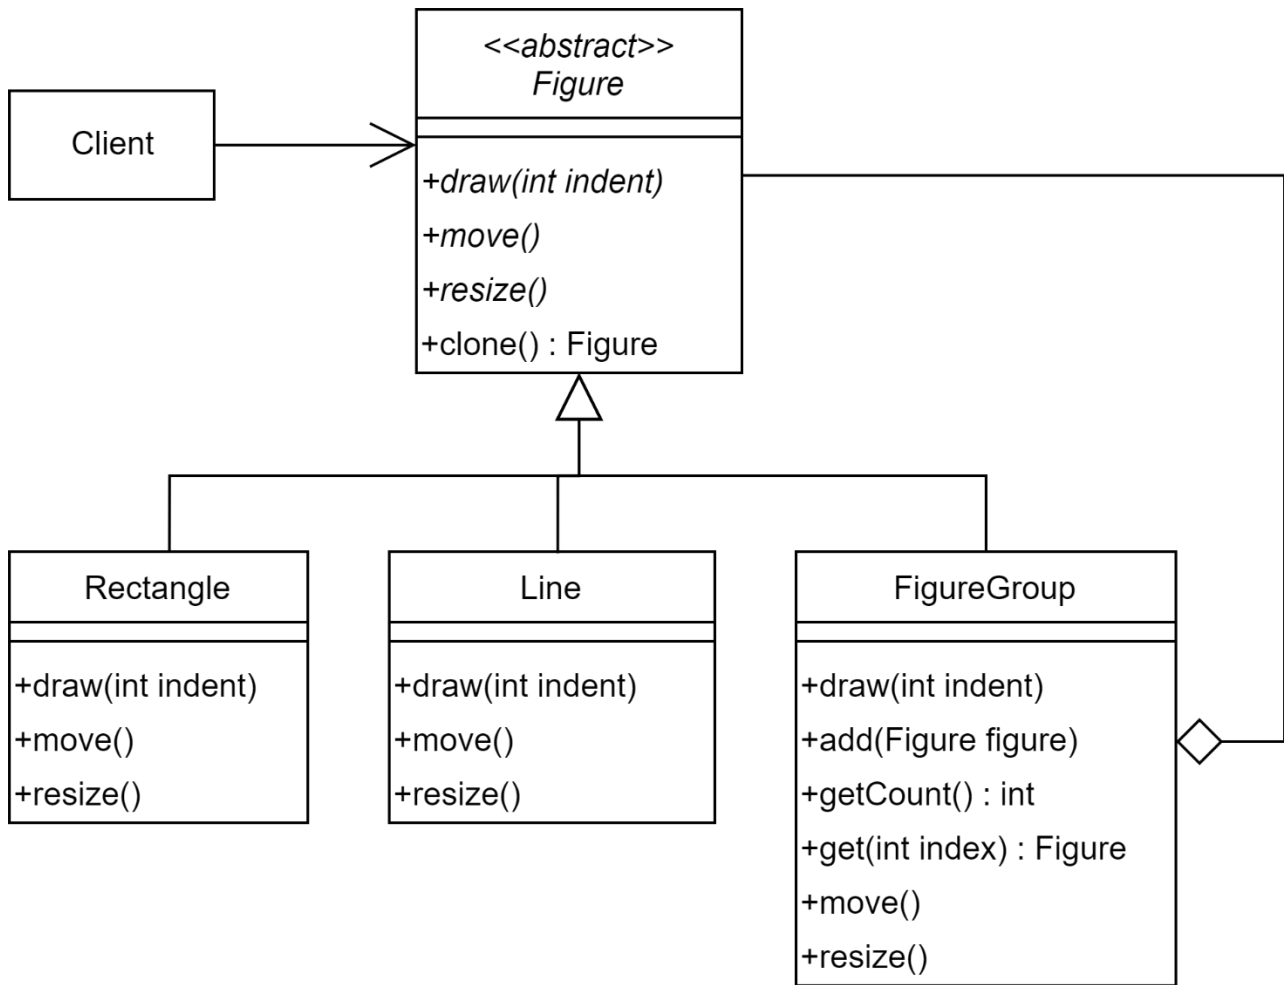 <<abstract>>
Figure
Client
+draw(int indent)
+move()
+resize()
+clone() : Figure
Rectangle
+draw(int indent)
+move()
+resize()
Line
+draw(int indent)
+move()
+resize()
FigureGroup
+draw(int indent)
+add(Figure figure)
+getCount() : int
+get(int index) : Figure
+move()
+resize()